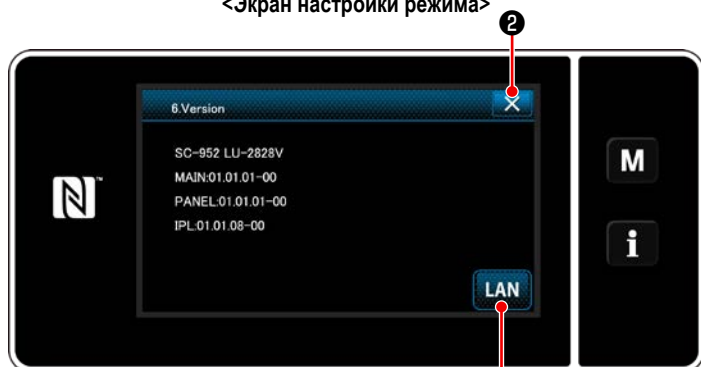 <Экран настройки режима>
❷
6.Version
SC-952 LU-2828V
MAIN:01.01.01-00
PANEL:01.01.01-00
IPL:01.01.08-00
LAN
M
i